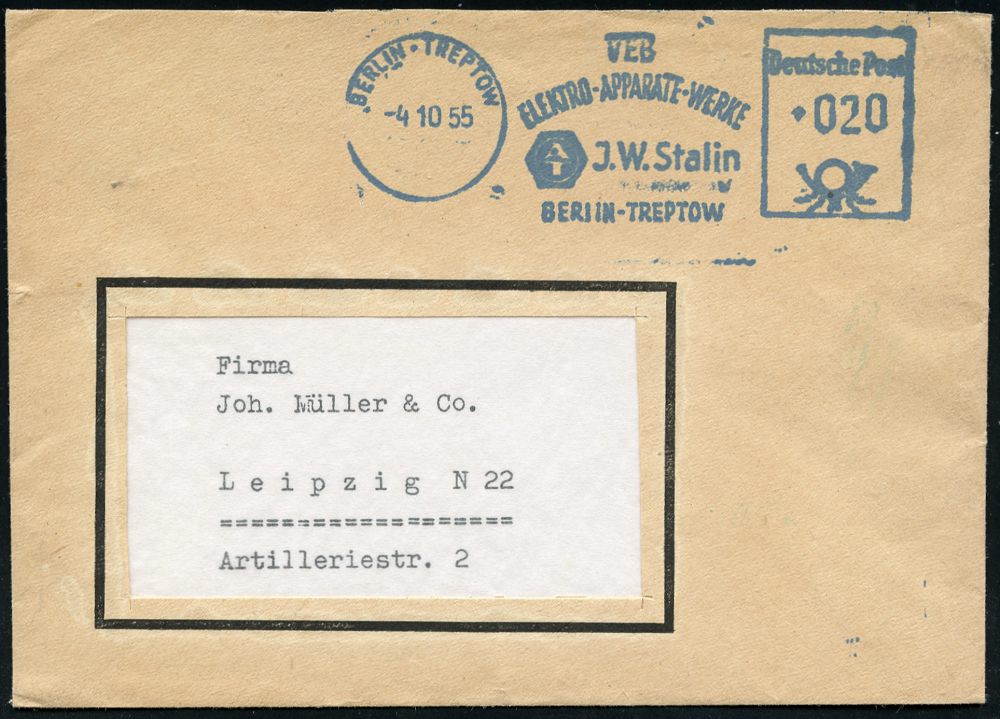 BERLIN-TREPTOW
-4 10 55
VEB
ELEKTRO-APPARATE-WERKE
J.W. Stalin
BERLIN-TREPTOW
Deutsche Post
020
Firma
Joh. Müller & Co.
L e i p z i g N 22
====================
Artilleriestr. 2